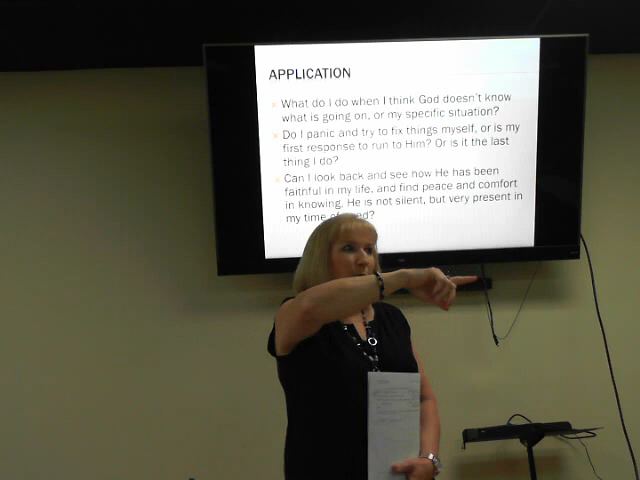 APPLICATION
What do I do when I think God doesn't know
what is going on, or my specific situation?
Do I panic and try to fix things myself, or is my
first response to run to Him? Or is it the last
thing I do?
Can I look back and see how He has been
faithful in my life, and find peace and comfort
in knowing, He is not silent, but very present in
my time of need?